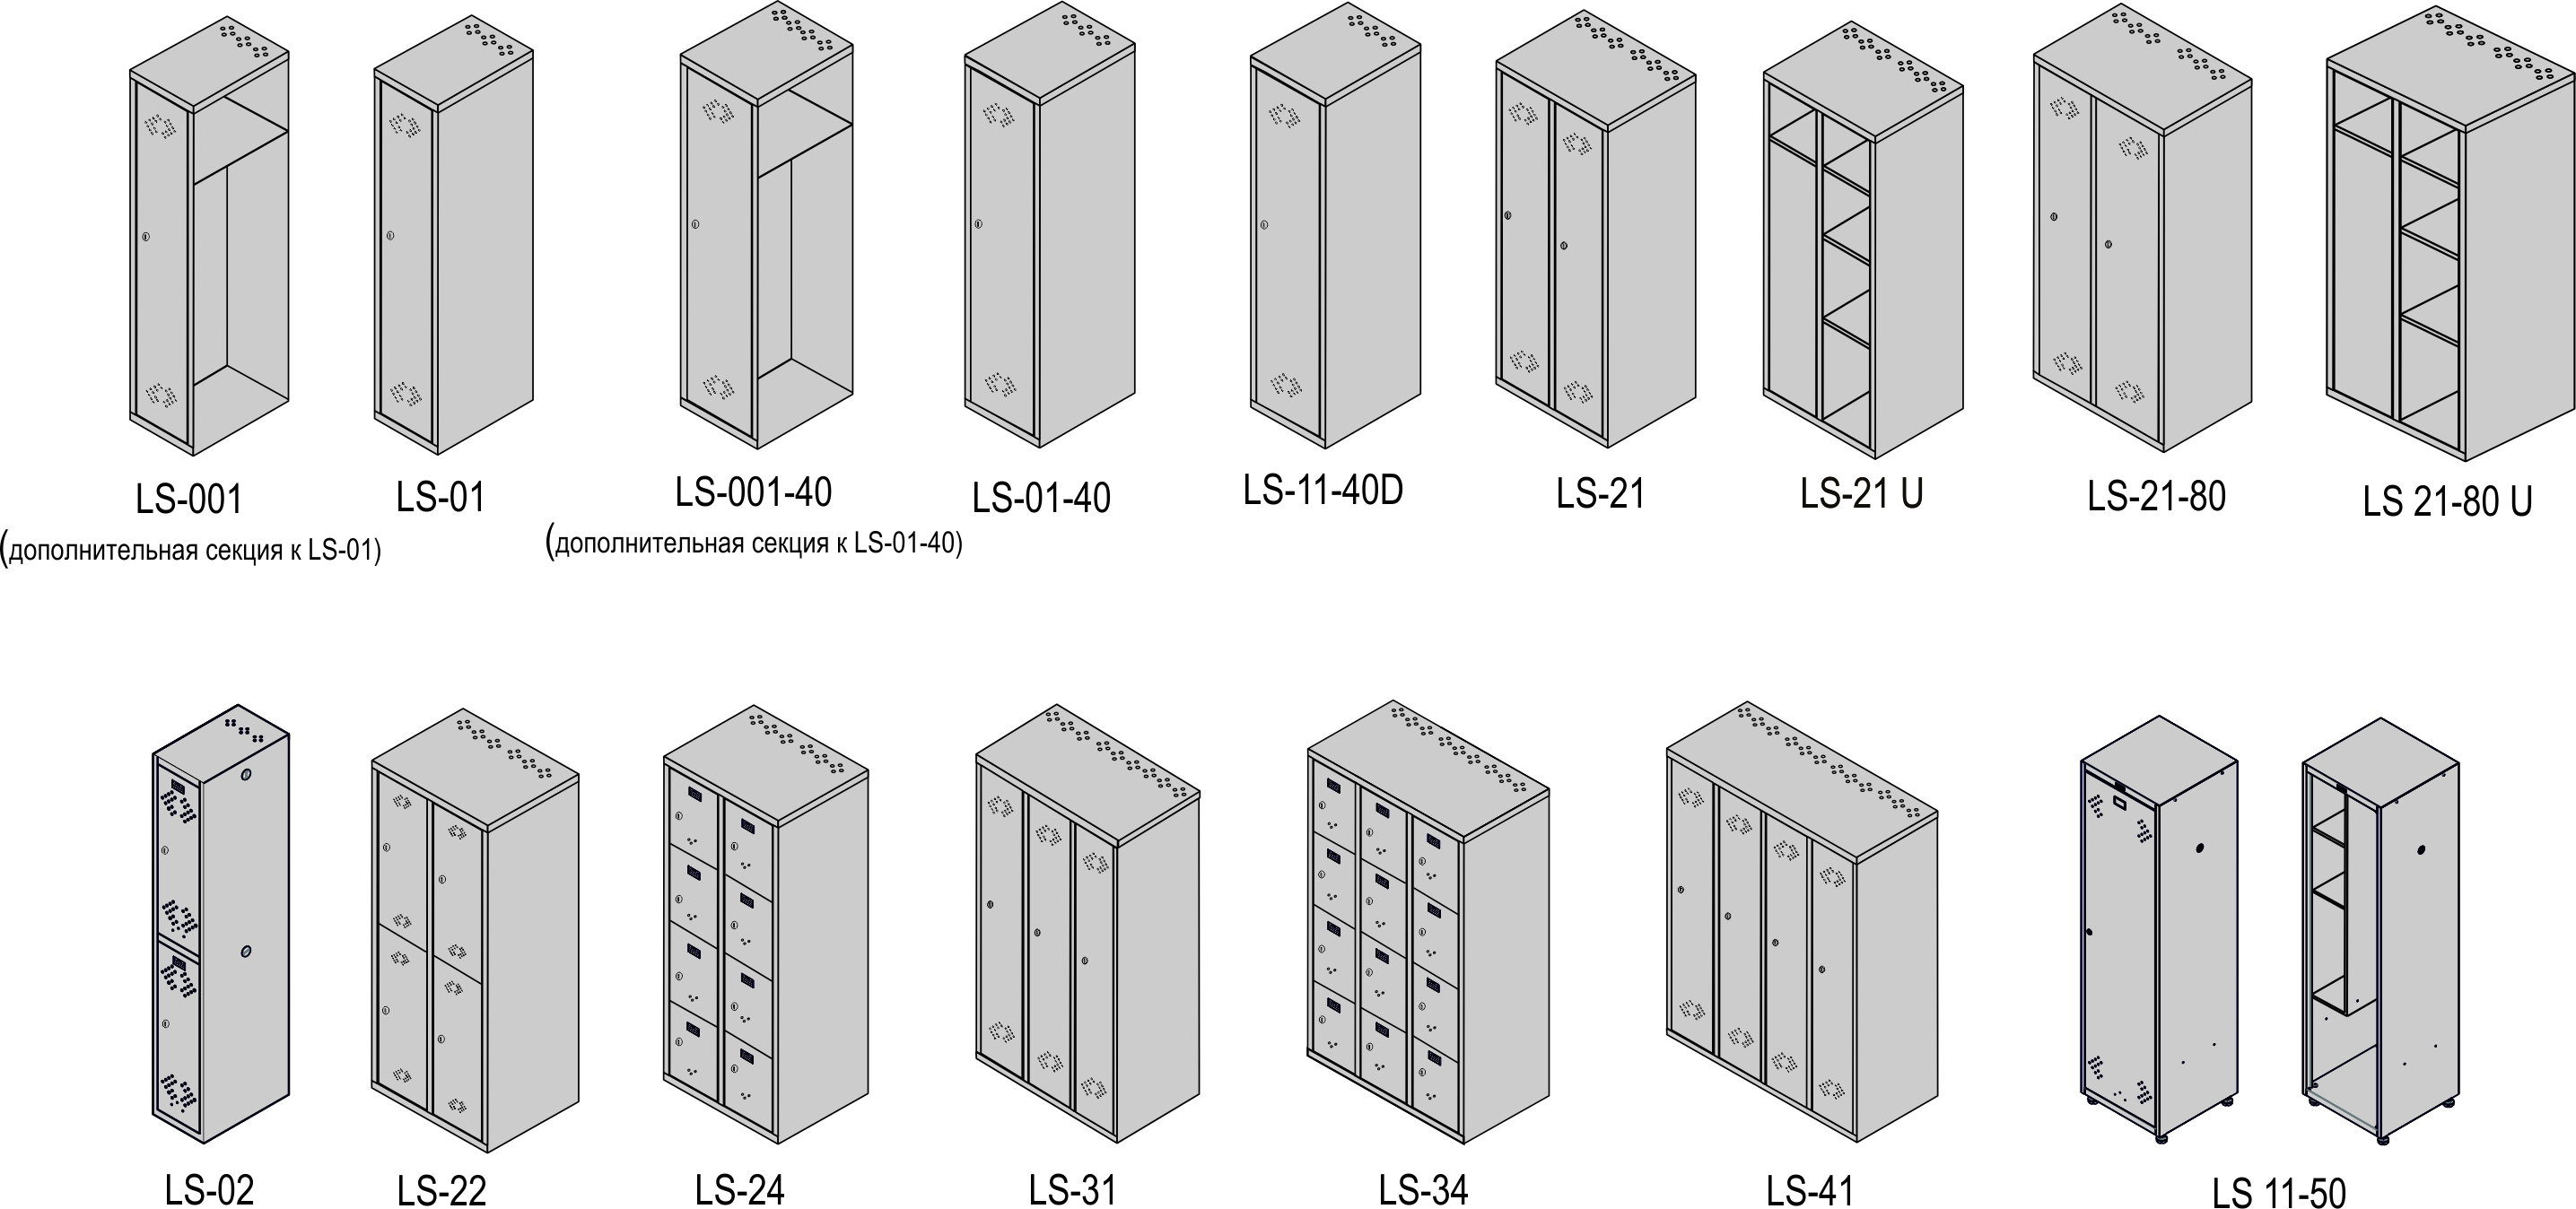 LS-001
LS-01
LS-001-40
LS-01-40
LS-11-40D
LS-21
LS-21 U
LS-21-80
LS 21-80 U
(дополнительная секция к LS-01)
(дополнительная секция к LS-01-40)
LS-02
LS-22
LS-24
LS-31
LS-34
LS-41
LS 11-50